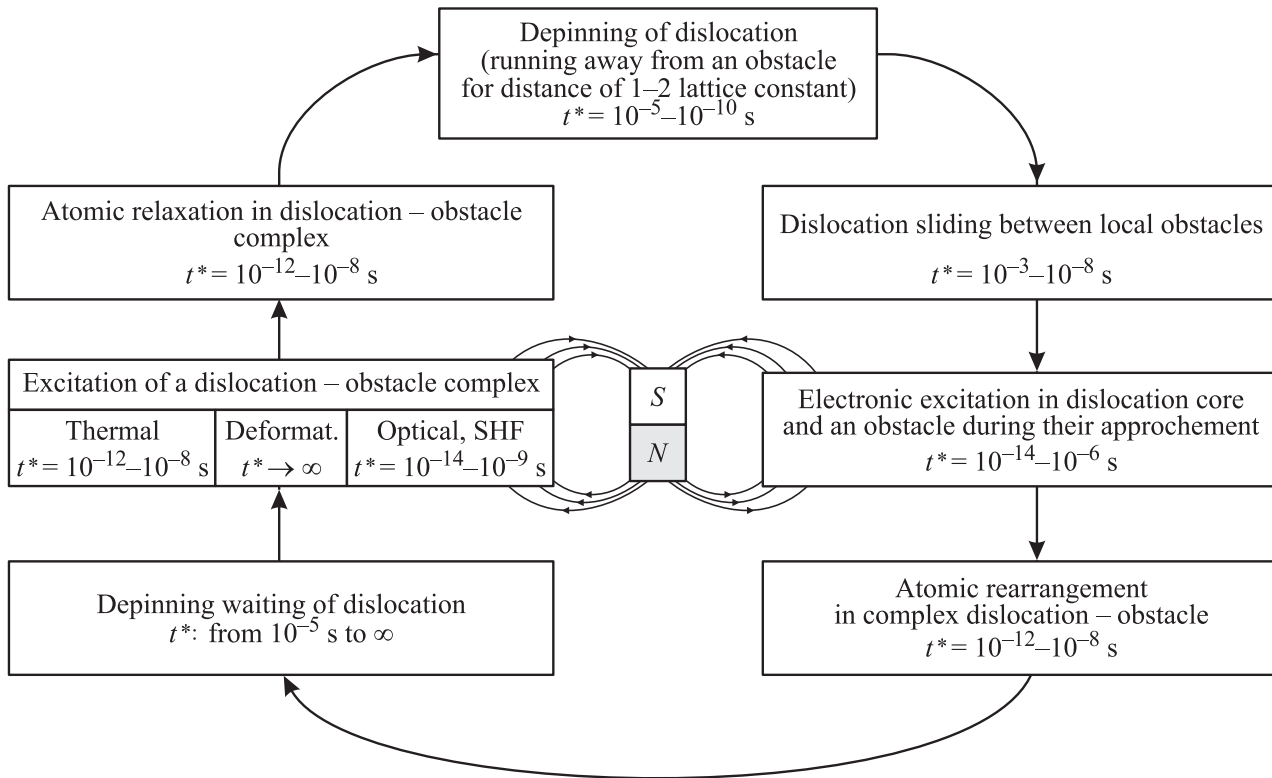 Depinning of dislocation
(running away from an obstacle
for distance of 1–2 lattice constant)
t* = 10⁻⁵–10⁻¹⁰ s
Atomic relaxation in dislocation – obstacle
complex
t* = 10⁻¹²–10⁻⁸ s
Dislocation sliding between local obstacles
t* = 10⁻³–10⁻⁸ s
Excitation of a dislocation – obstacle complex
Thermal
t* = 10⁻¹²–10⁻⁸ s
Deformat.
t* → ∞
Optical, SHF
t* = 10⁻¹⁴–10⁻⁹ s
S
N
Electronic excitation in dislocation core
and an obstacle during their approchement
t* = 10⁻¹⁴–10⁻⁶ s
Depinning waiting of dislocation
t*: from 10⁻⁵ s to ∞
Atomic rearrangement
in complex dislocation – obstacle
t* = 10⁻¹²–10⁻⁸ s